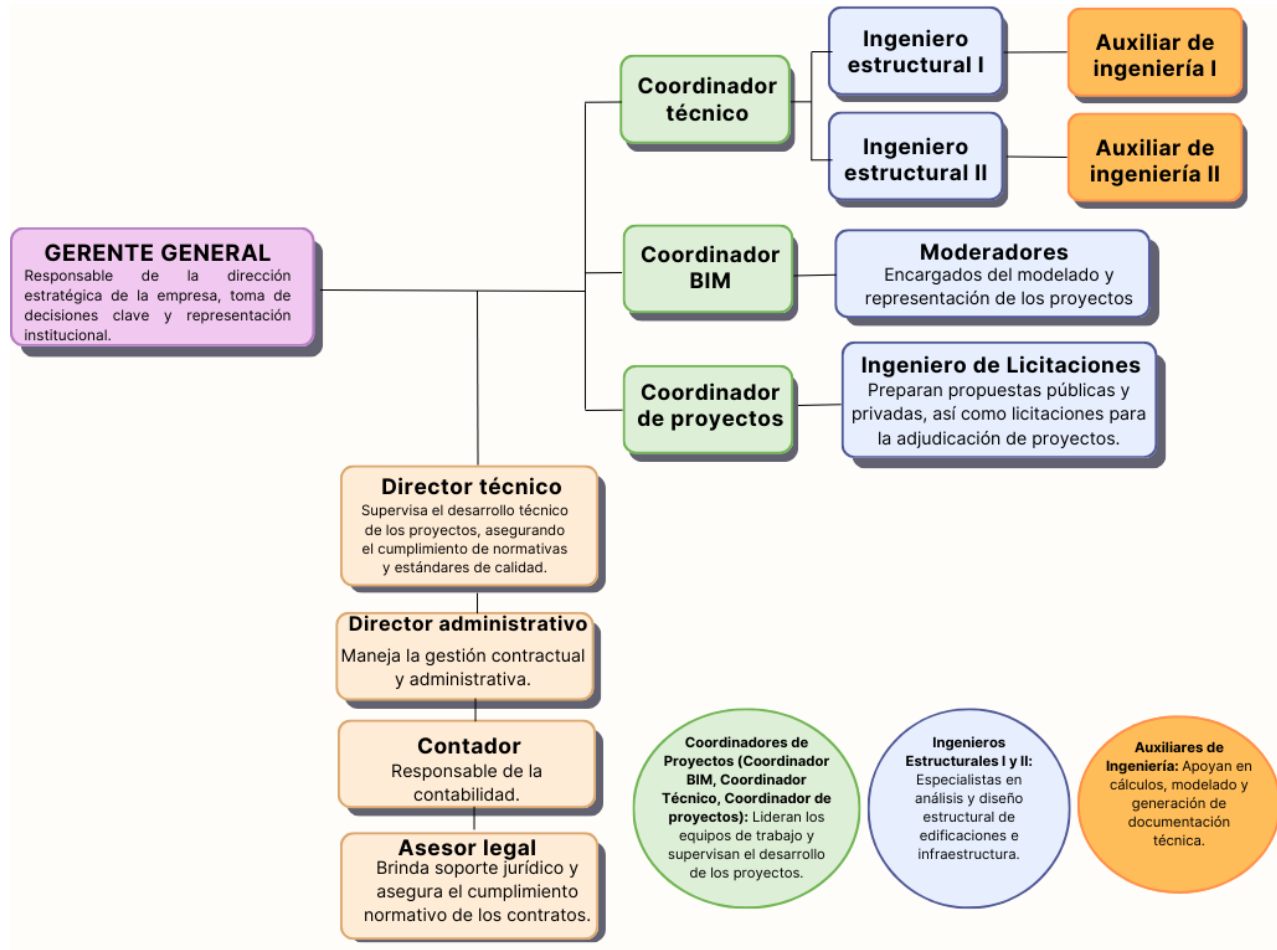 GERENTE GENERAL
Responsable de la dirección
estratégica de la empresa, toma de
decisiones clave y representación
institucional.
Coordinador
técnico
Ingeniero
estructural I
Auxiliar de
ingeniería I
Ingeniero
estructural II
Auxiliar de
ingeniería II
Coordinador
BIM
Moderadores
Encargados del modelado y
representación de los proyectos
Coordinador
de proyectos
Ingeniero de Licitaciones
Preparan propuestas públicas y
privadas, así como licitaciones para
la adjudicación de proyectos.
Director técnico
Supervisa el desarrollo técnico
de los proyectos, asegurando
el cumplimiento de normativas
y estándares de calidad.
Director administrativo
Maneja la gestión contractual
y administrativa.
Contador
Responsable de la
contabilidad.
Asesor legal
Brinda soporte jurídico y
asegura el cumplimiento
normativo de los contratos.
Coordinadores de
Proyectos (Coordinador
BIM, Coordinador
Técnico, Coordinador de
proyectos): Lideran los
equipos de trabajo y
supervisan el desarrollo
de los proyectos.
Ingenieros
Estructurales I y II:
Especialistas en
análisis y diseño
estructural de
edificaciones e
infraestructura.
Auxiliares de
Ingeniería: Apoyan en
cálculos, modelado y
generación de
documentación
técnica.